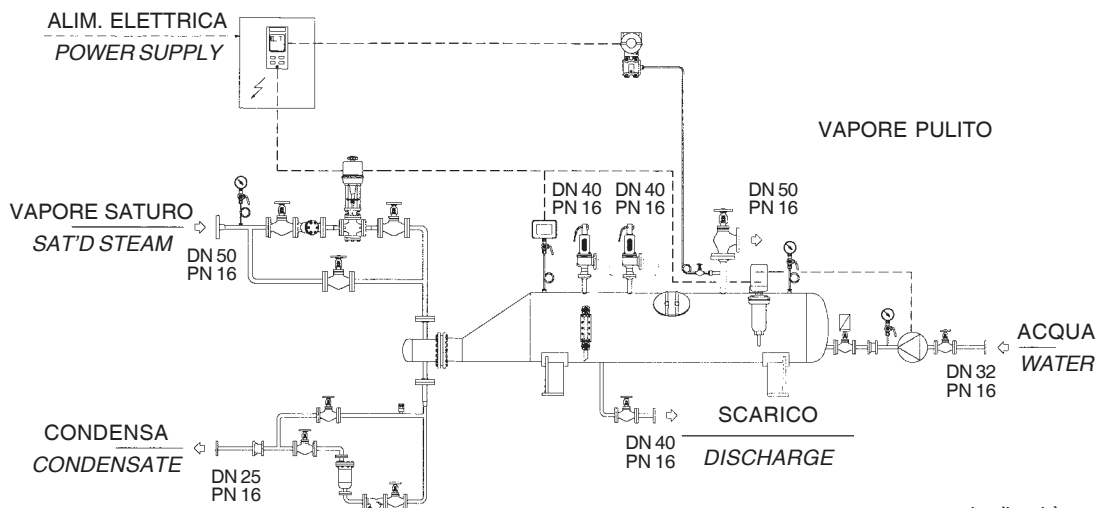 ALIM. ELETTRICA
POWER SUPPLY
VAPORE PULITO
DN 40
PN 16
DN 40
PN 16
DN 50
PN 16
VAPORE SATURO
SAT'D STEAM
DN 50
PN 16
ACQUA
WATER
DN 32
PN 16
SCARICO
DISCHARGE
DN 40
PN 16
CONDENSA
CONDENSATE
DN 25
PN 16